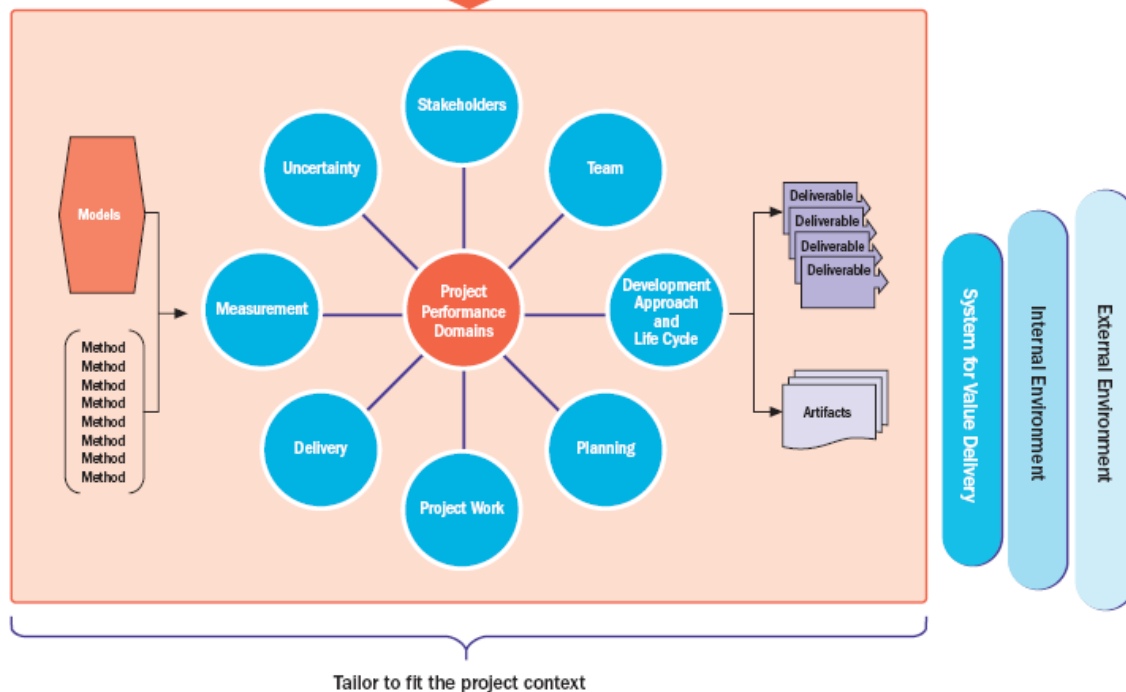 Stakeholders
Uncertainty
Team
Models
Deliverable
Deliverable
Deliverable
Deliverable
Measurement
Project
Performance
Domains
Development
Approach
and
Life Cycle
Method
Method
Method
Method
Method
Method
Method
Method
Artifacts
Delivery
Planning
Project Work
System for Value Delivery
Internal Environment
External Environment
Tailor to fit the project context